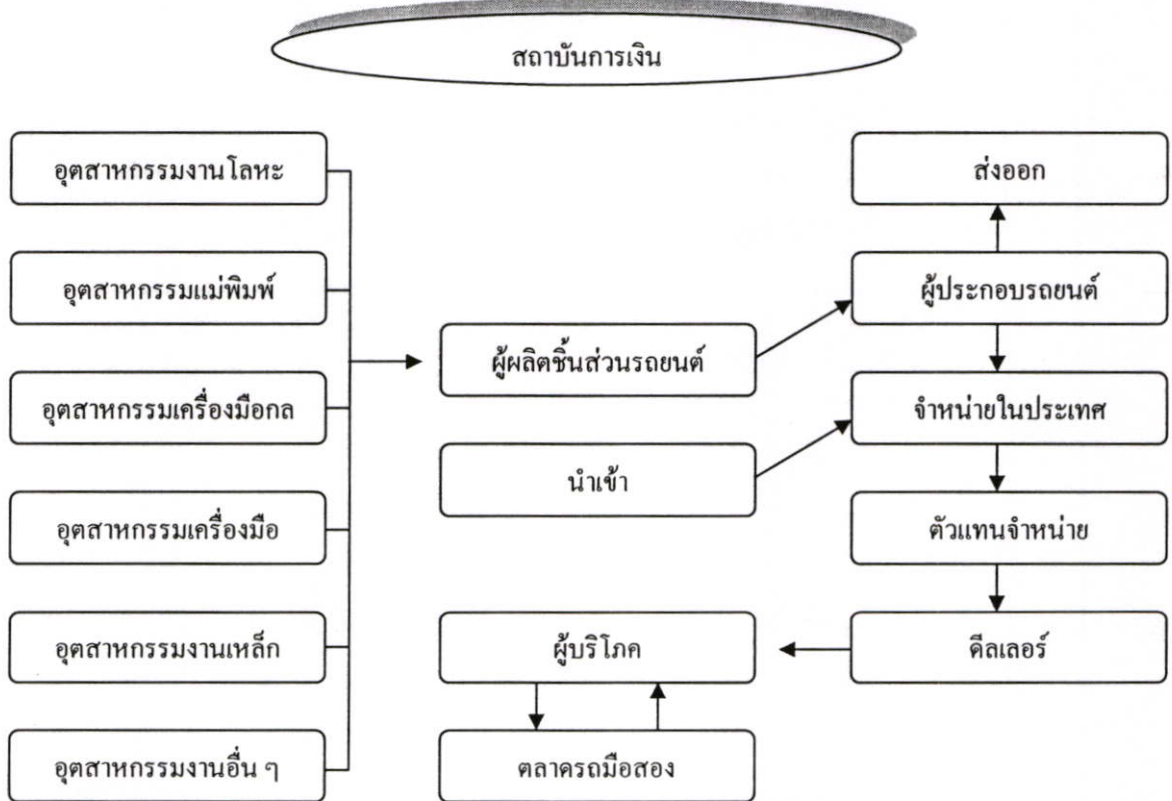 สถาบันการเงิน
อุตสาหกรรมงานโลหะ
อุตสาหกรรมแม่พิมพ์
อุตสาหกรรมเครื่องมือกล
อุตสาหกรรมเครื่องมือ
อุตสาหกรรมงานเหล็ก
อุตสาหกรรมงานอื่น ๆ
ผู้ผลิตชิ้นส่วนรถยนต์
นำเข้า
ผู้บริโภค
ตลาดรถมือสอง
ส่งออก
ผู้ประกอบรถยนต์
จำหน่ายในประเทศ
ตัวแทนจำหน่าย
ดีลเลอร์